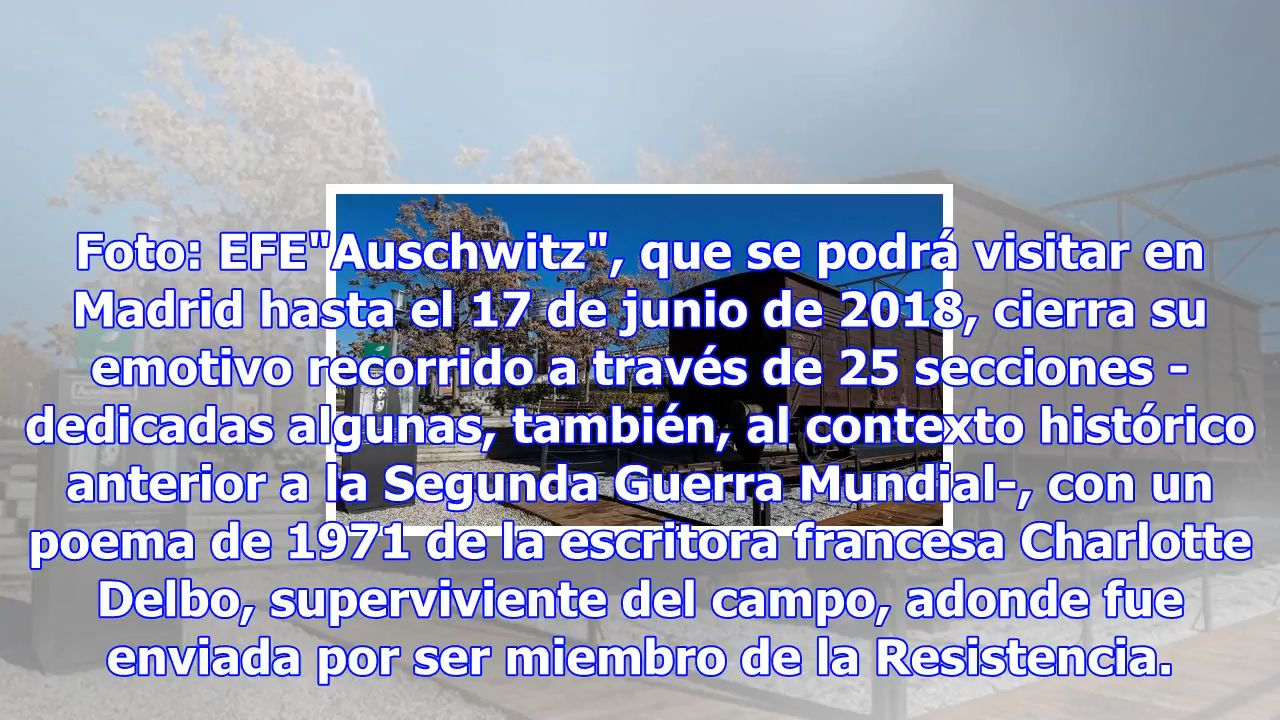 Foto: EFE"Auschwitz", que se podrá visitar en
Madrid hasta el 17 de junio de 2018, cierra su
emotivo recorrido a través de 25 secciones -
dedicadas algunas, también, al contexto histórico
anterior a la Segunda Guerra Mundial-, con un
poema de 1971 de la escritora francesa Charlotte
Delbo, superviviente del campo, adonde fue
enviada por ser miembro de la Resistencia.